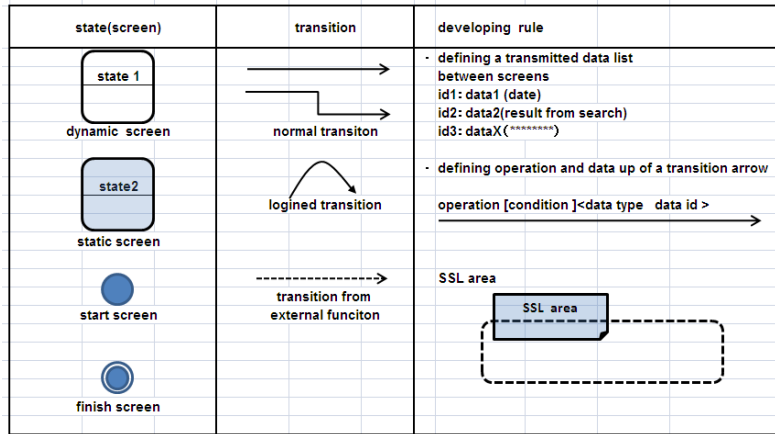 state(screen)
transition
developing rule
state 1
dynamic screen
state2
static screen
start screen
finish screen
normal transiton
logined transition
transition from
external funciton
- defining a transmitted data list
between screens
id1: data1 (date)
id2: data2(result from search)
id3: dataX(********)
- defining operation and data up of a transition arrow
operation [condition ]<data type data id >
SSL area
SSL area